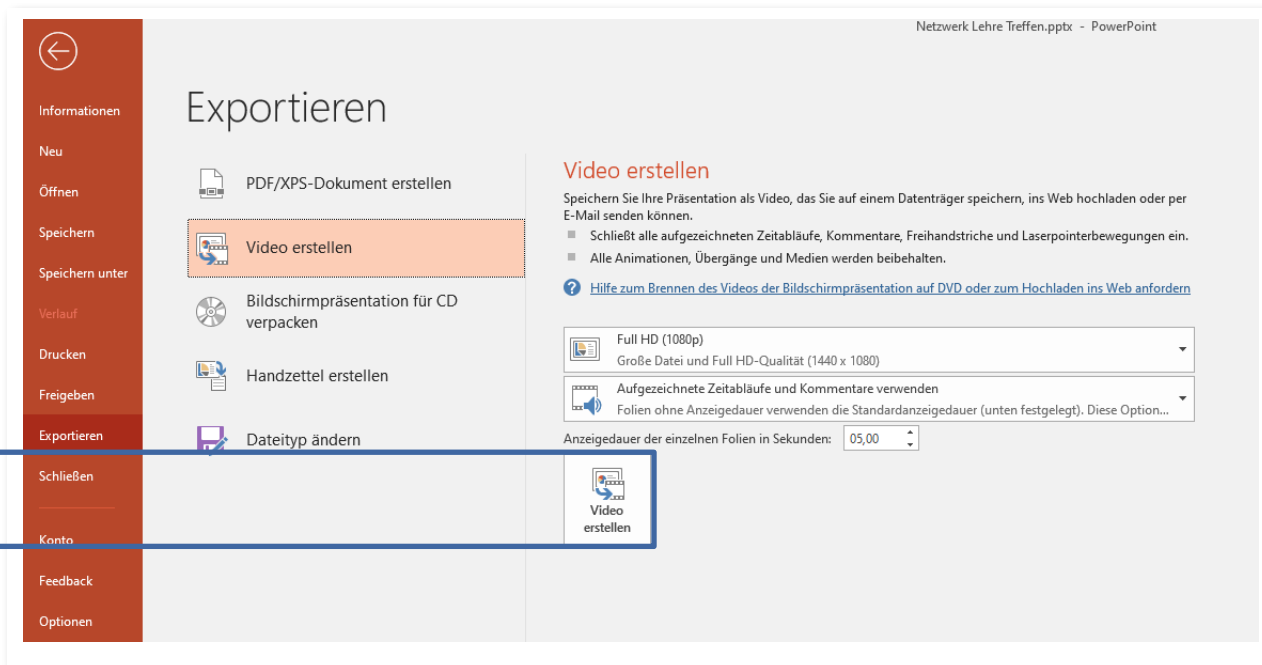 Netzwerk Lehre Treffen.pptx - PowerPoint
Informationen
Neu
Öffnen
Speichern
Speichern unter
Verlauf
Drucken
Freigeben
Exportieren
Schließen
Konto
Feedback
Optionen
Exportieren
PDF/XPS-Dokument erstellen
Video erstellen
Bildschirmpräsentation für CD
verpacken
Handzettel erstellen
Dateityp ändern
Video erstellen
Speichern Sie Ihre Präsentation als Video, das Sie auf einem Datenträger speichern, ins Web hochladen oder per
E-Mail senden können.
Schließt alle aufgezeichneten Zeitabläufe, Kommentare, Freihandstriche und Laserpointerbewegungen ein.
Alle Animationen, Übergänge und Medien werden beibehalten.
Hilfe zum Brennen des Videos der Bildschirmpräsentation auf DVD oder zum Hochladen ins Web anfordern
Full HD (1080p)
Große Datei und Full HD-Qualität (1440 x 1080)
Aufgezeichnete Zeitabläufe und Kommentare verwenden
Folien ohne Anzeigedauer verwenden die Standardanzeigedauer (unten festgelegt). Diese Option...
Anzeigedauer der einzelnen Folien in Sekunden: 05,00
Video
erstellen